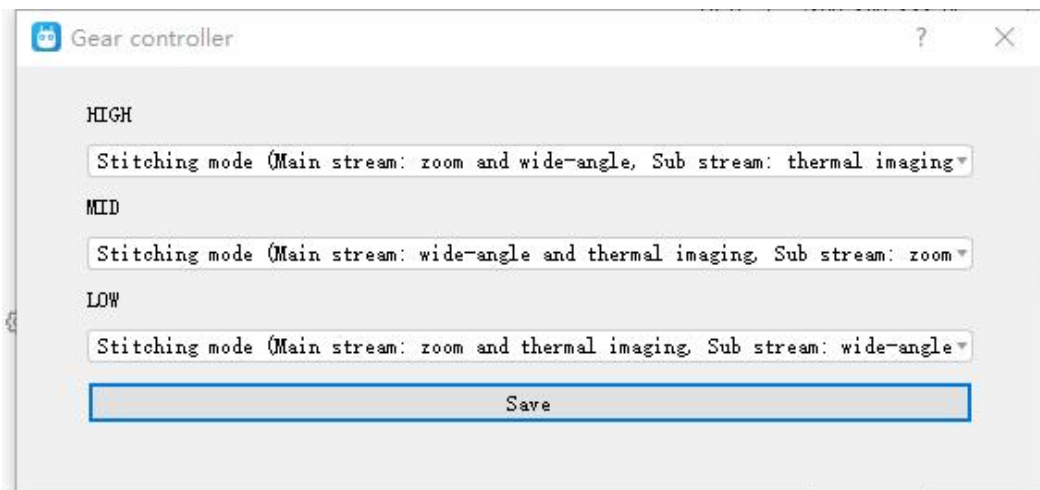 Gear controller
HIGH
Stitching mode (Main stream: zoom and wide-angle, Sub stream: thermal imaging
MID
Stitching mode (Main stream: wide-angle and thermal imaging, Sub stream: zoom
LOW
Stitching mode (Main stream: zoom and thermal imaging, Sub stream: wide-angle
Save